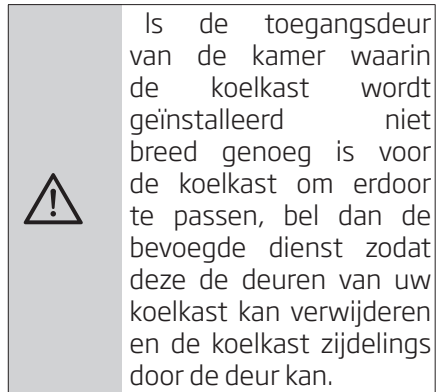 Is de toegangsdeur
van de kamer waarin
de koelkast wordt
geïnstalleerd niet
breed genoeg is voor
de koelkast om erdoor
te passen, bel dan de
bevoegde dienst zodat
deze de deuren van uw
koelkast kan verwijderen
en de koelkast zijdelings
door de deur kan.